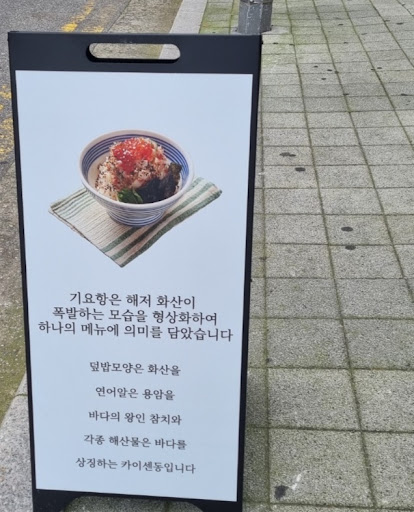 기요항은 해저 화산이
폭발하는 모습을 형상화하여
하나의 메뉴에 의미를 담았습니다
덮밥모양은 화산을
연어알은 용암을
바다의 왕인 참치와
각종 해산물은 바다를
상징하는 카이센동입니다